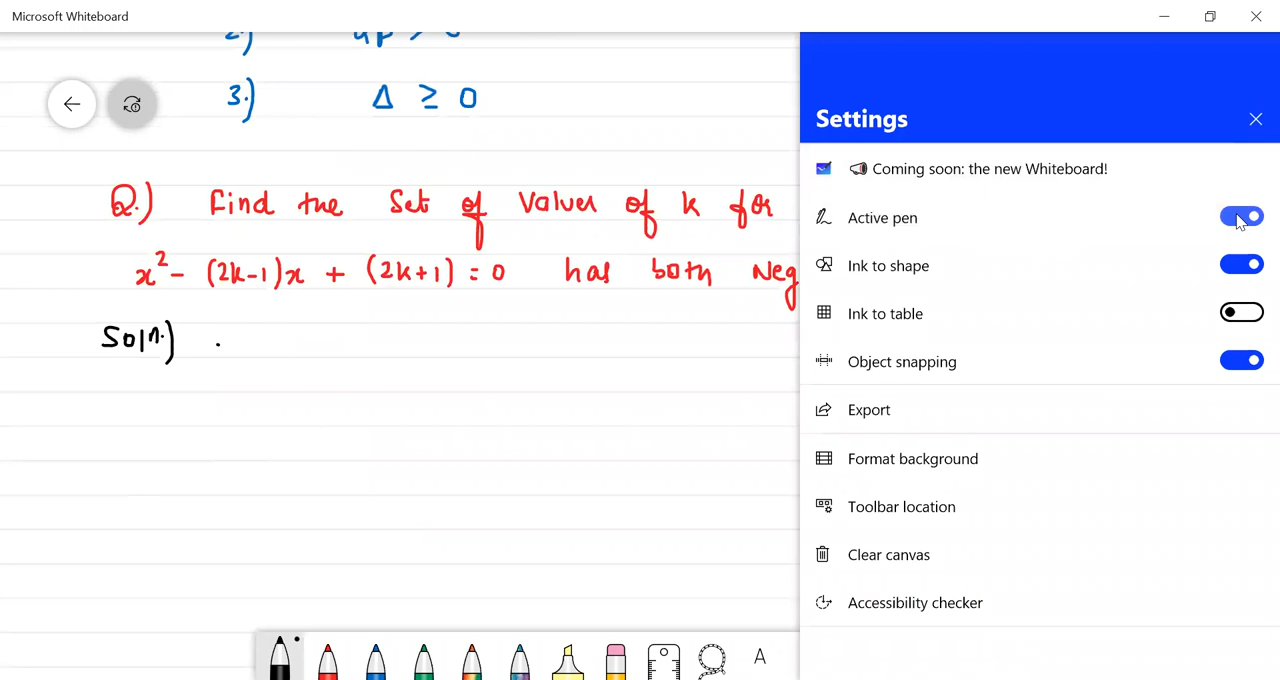 Microsoft Whiteboard
2.)
3.) Δ ≥ 0
Q.) Find the Set of Values of k for
x² - (2k-1)x + (2k+1) = 0 has both neg
Soln.)
Settings
Coming soon: the new Whiteboard!
Active pen
Ink to shape
Ink to table
Object snapping
Export
Format background
Toolbar location
Clear canvas
Accessibility checker
A